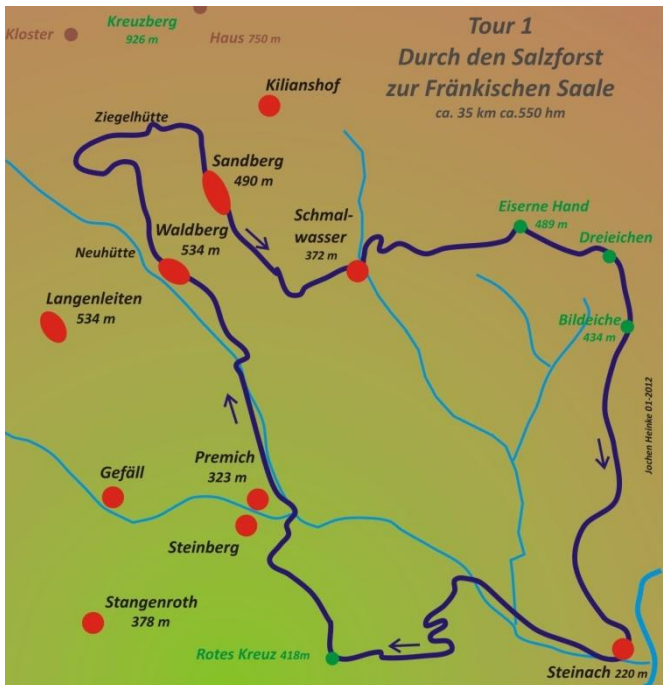 Tour 1
Durch den Salzforst
zur Fränkischen Saale
ca. 35 km ca.550 hm
Kreuzberg
926 m
Kloster
Haus 750 m
Kilianshof
Ziegelhütte
Sandberg
490 m
Schmal-
wasser
372 m
Eiserne Hand
489 m
Dreieichen
Waldberg
534 m
Neuhütte
Langenleiten
534 m
Bildeiche
434 m
Jochen Heinke 01-2012
Premich
323 m
Gefäll
Steinberg
Stangenroth
378 m
Rotes Kreuz 418m
Steinach 220 m